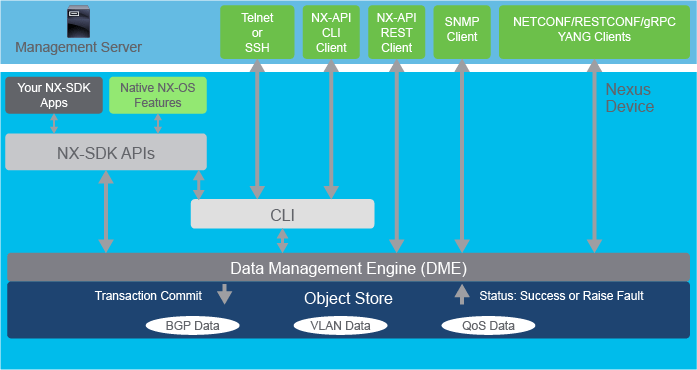 Management Server
Telnet
or
SSH
NX-API
CLI
Client
NX-API
REST
Client
SNMP
Client
NETCONF/RESTCONF/gRPC
YANG Clients
Your NX-SDK
Apps
Native NX-OS
Features
Nexus
Device
NX-SDK APIs
CLI
Data Management Engine (DME)
Transaction Commit
Object Store
Status: Success or Raise Fault
BGP Data
VLAN Data
QoS Data